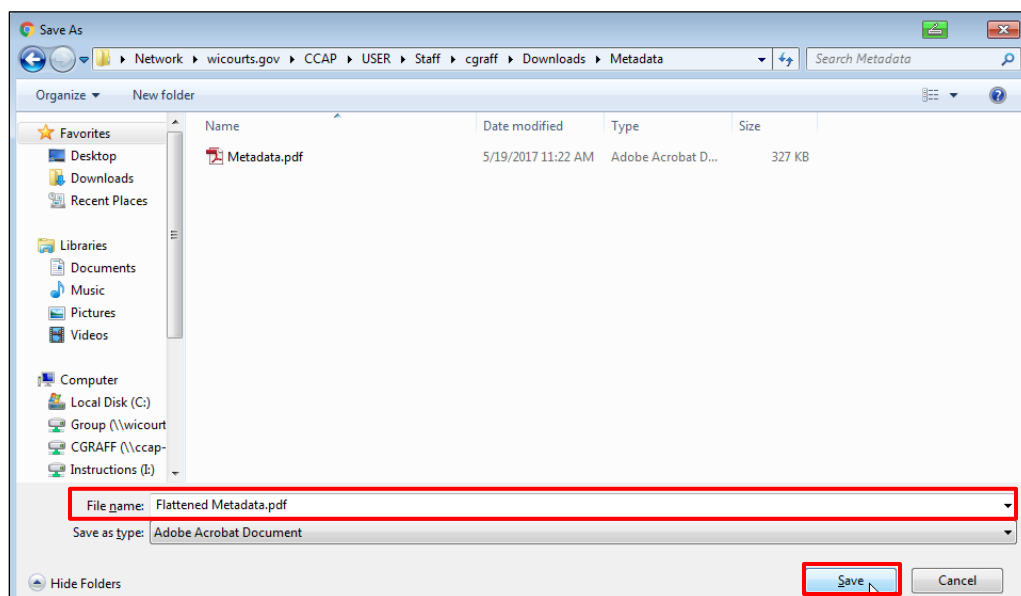 Save As
Network wicourts.gov CCAP USER Staff cgraff Downloads Metadata
Search Metadata
Organize New folder
Favorites
Desktop
Downloads
Recent Places
Libraries
Documents
Music
Pictures
Videos
Computer
Local Disk (C:)
Group (\\wicourt
CGRAFF (\\ccap-
Instructions (I:)
Name Date modified Type Size
Metadata.pdf 5/19/2017 11:22 AM Adobe Acrobat D... 327 KB
File name: Flattened Metadata.pdf
Save as type: Adobe Acrobat Document
Hide Folders
Save Cancel